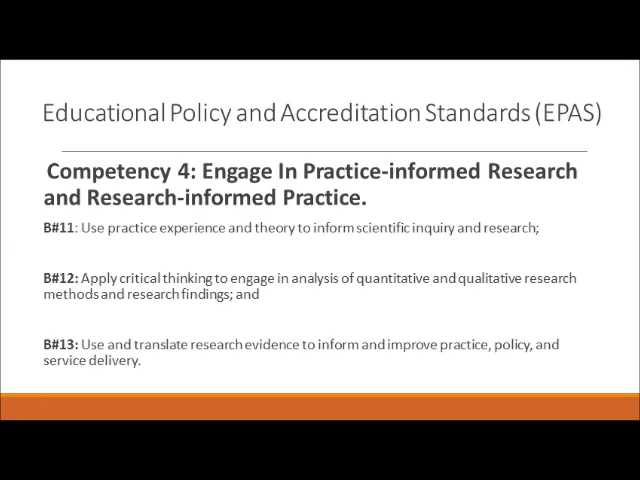 Educational Policy and Accreditation Standards (EPAS)
Competency 4: Engage In Practice-informed Research
and Research-informed Practice.
B#11: Use practice experience and theory to inform scientific inquiry and research;
B#12: Apply critical thinking to engage in analysis of quantitative and qualitative research
methods and research findings; and
B#13: Use and translate research evidence to inform and improve practice, policy, and
service delivery.